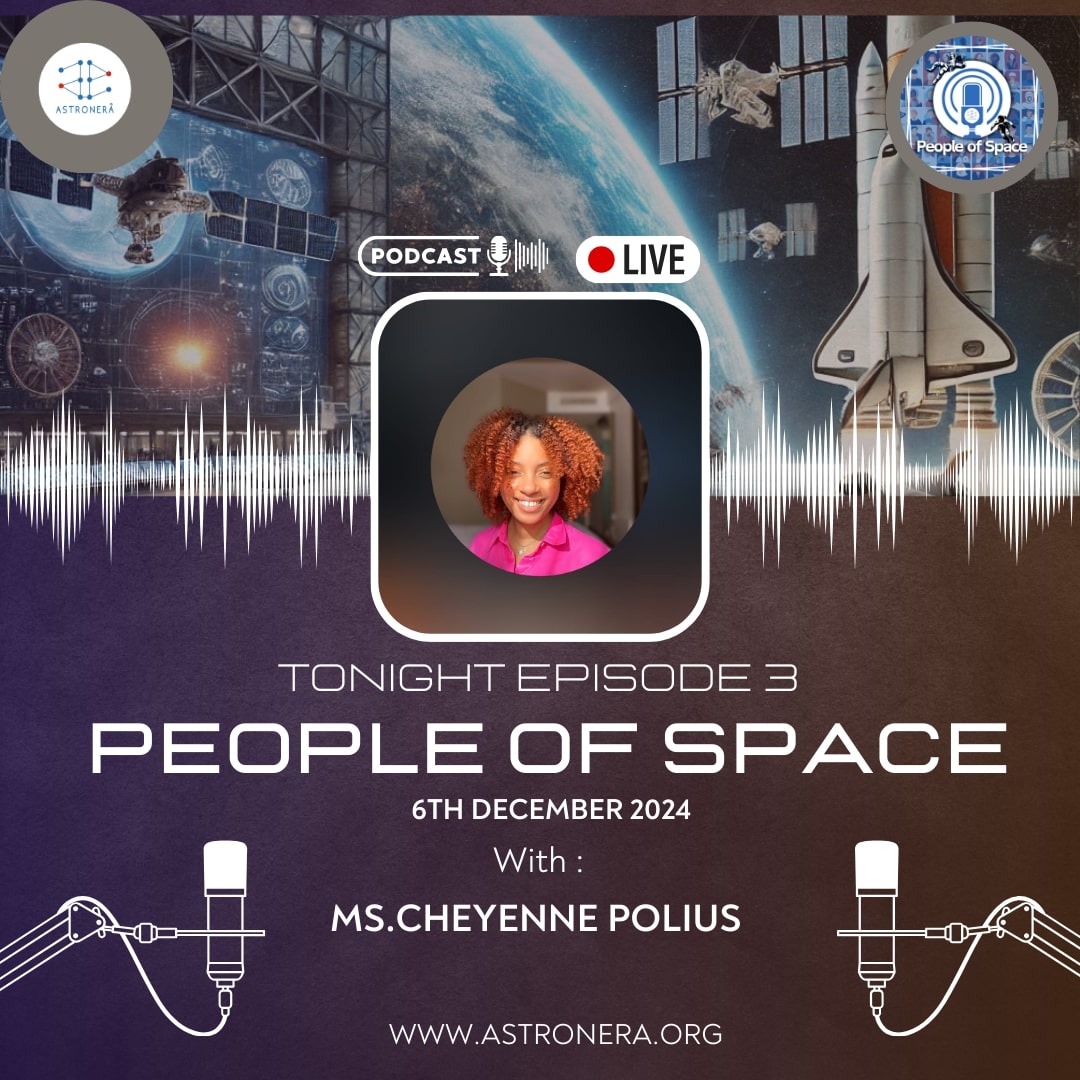 ASTRONERÂ
People of Space
PODCAST
LIVE
TONIGHT EPISODE 3
PEOPLE OF SPACE
6TH DECEMBER 2024
With :
MS.CHEYENNE POLIUS
WWW.ASTRONERA.ORG